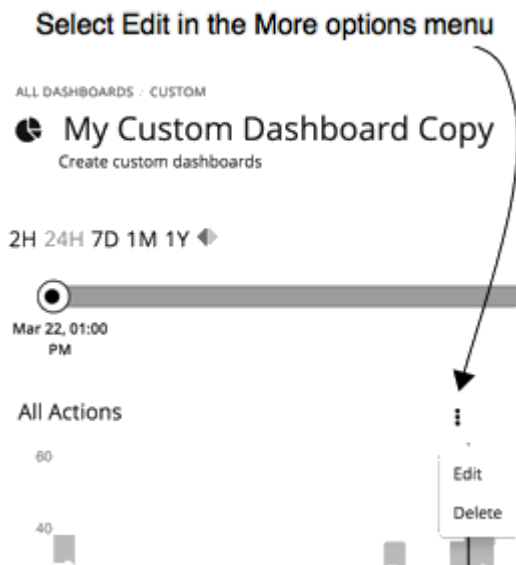 Select Edit in the More options menu
ALL DASHBOARDS / CUSTOM
My Custom Dashboard Copy
Create custom dashboards
2H 24H 7D 1M 1Y
Mar 22, 01:00
PM
All Actions
60
Edit
Delete
40